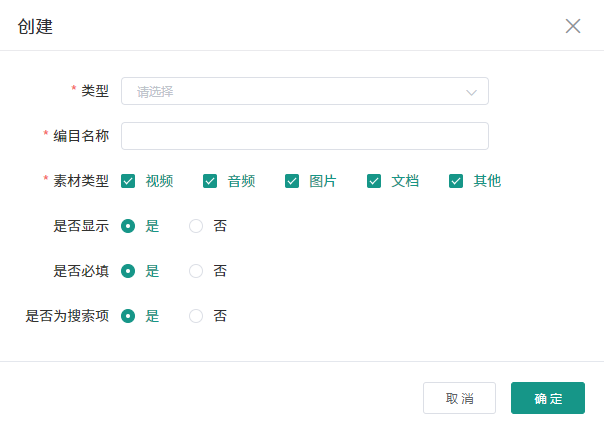 创建
* 类型 请选择
* 编目名称
* 素材类型 视频 音频 图片 文档 其他
是否显示 是 否
是否必填 是 否
是否为搜索项 是 否
取消 确定